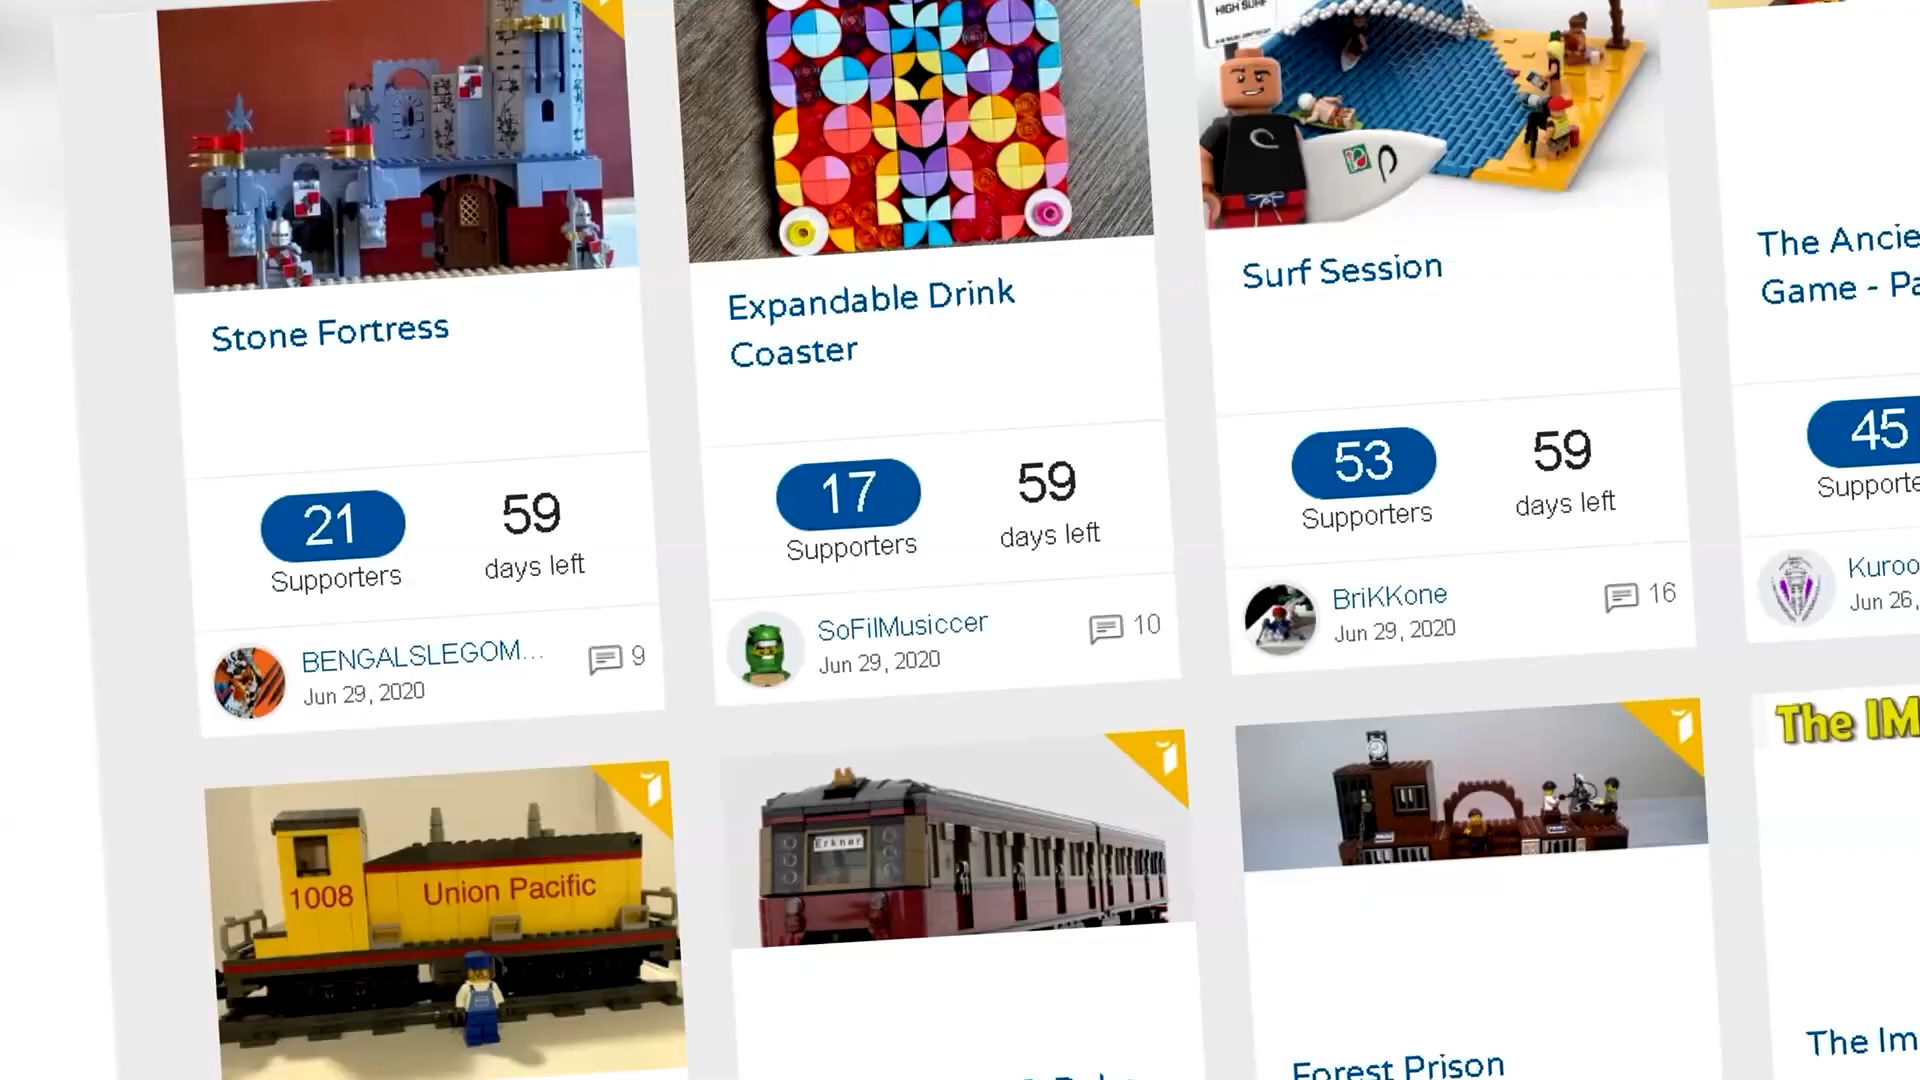 HIGH SURF
Stone Fortress
Expandable Drink
Coaster
Surf Session
The Ancie
Game - Pa
21
Supporters
59
days left
17
Supporters
59
days left
53
Supporters
59
days left
45
Supporte
BENGALSLEGOM...
Jun 29, 2020
9
SoFilMusiccer
Jun 29, 2020
10
BriKKone
Jun 29, 2020
16
Kuroo
Jun 26,
1008
Union Pacific
Erkner
The IM
Forest Prison
The Im